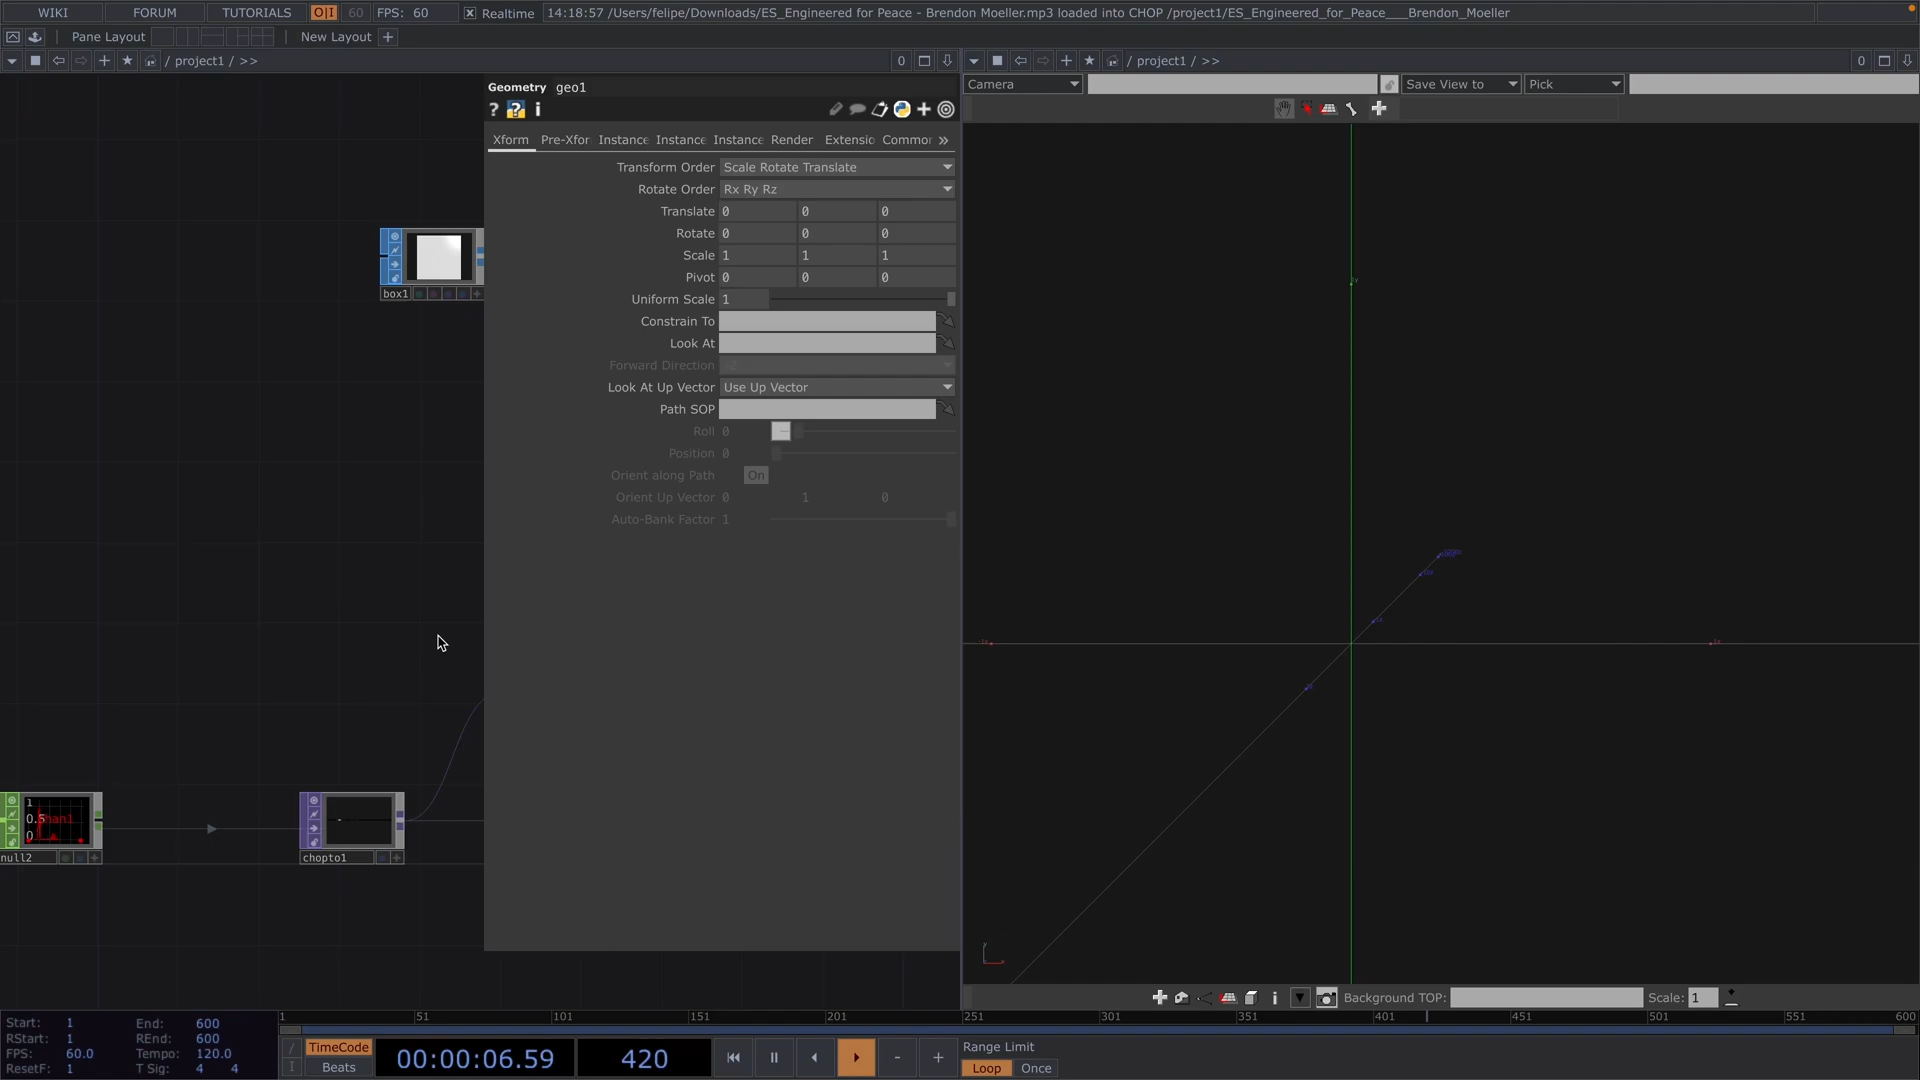 WIKI FORUM TUTORIALS O|I 60 FPS: 60 Realtime 14:18:57 /Users/felipe/Downloads/ES_Engineered for Peace - Brendon Moeller.mp3 loaded into CHOP /project1/ES_Engineered_for_Peace___Brendon_Moeller
Pane Layout New Layout
/ project1 / >> 0
/ project1 / >> 0
Geometry geo1
Camera Save View to Pick
Xform Pre-Xfor Instance Instance Instance Render Extensio Commor
Transform Order Scale Rotate Translate
Rotate Order Rx Ry Rz
Translate 0 0 0
Rotate 0 0 0
Scale 1 1 1
Pivot 0 0 0
Uniform Scale 1
Constrain To
Look At
Forward Direction
Look At Up Vector Use Up Vector
Path SOP
Roll 0
Position 0
Orient along Path On
Orient Up Vector 0 1 0
Auto-Bank Factor 1
box1
1
0.5
0
null2
chopto1
Background TOP: Scale: 1
1 51 101 151 201 251 301 351 401 451 501 551 600
Start: 1 End: 600
RStart: 1 REnd: 600
FPS: 60.0 Tempo: 120.0
ResetF: 1 T Sig: 4 4
TimeCode
Beats
00:00:06.59 420
Range Limit
Loop Once